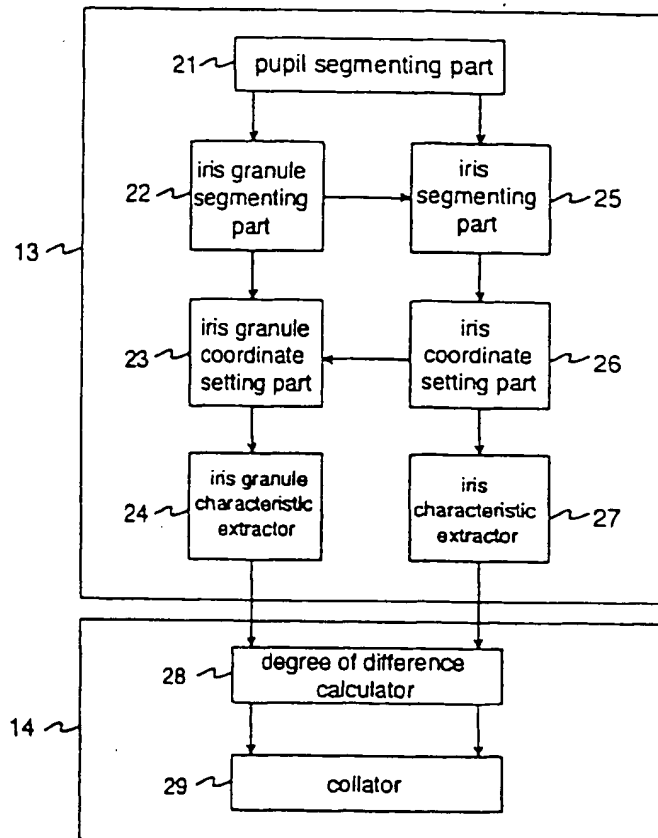 21
pupil segmenting part
22
iris granule
segmenting
part
iris
segmenting
part
25
13
23
iris granule
coordinate
setting part
iris
coordinate
setting part
26
24
iris granule
characteristic
extractor
iris
characteristic
extractor
27
28
degree of difference
calculator
14
29
collator